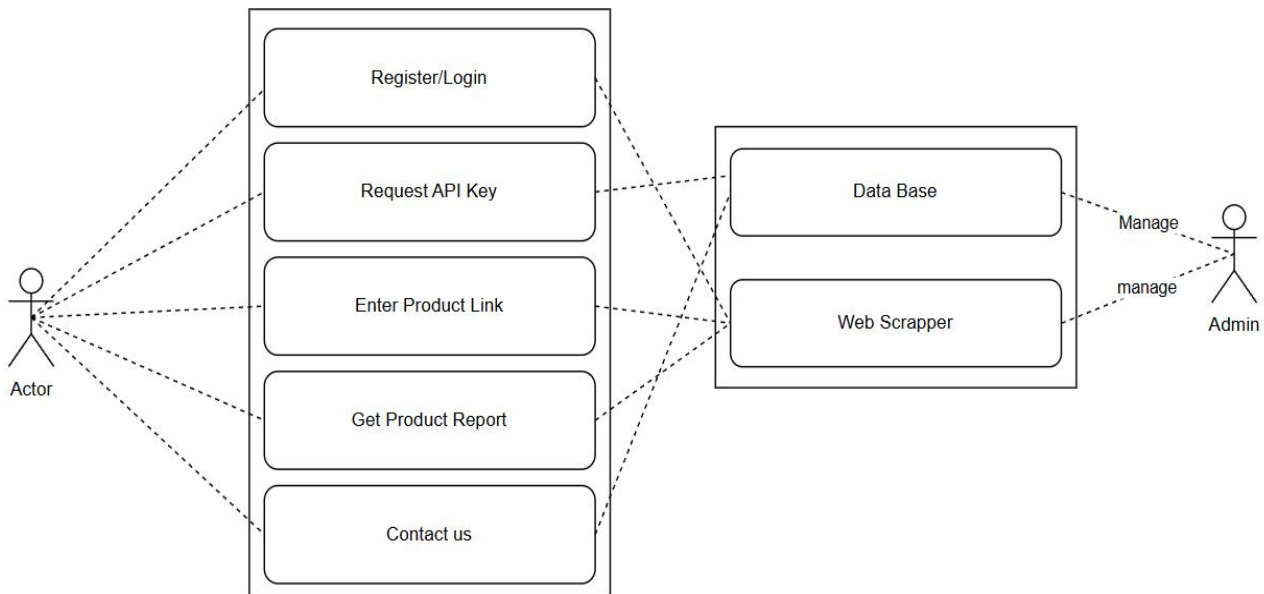 Register/Login
Request API Key
Enter Product Link
Get Product Report
Contact us
Actor
Data Base
Web Scrapper
Manage
manage
Admin